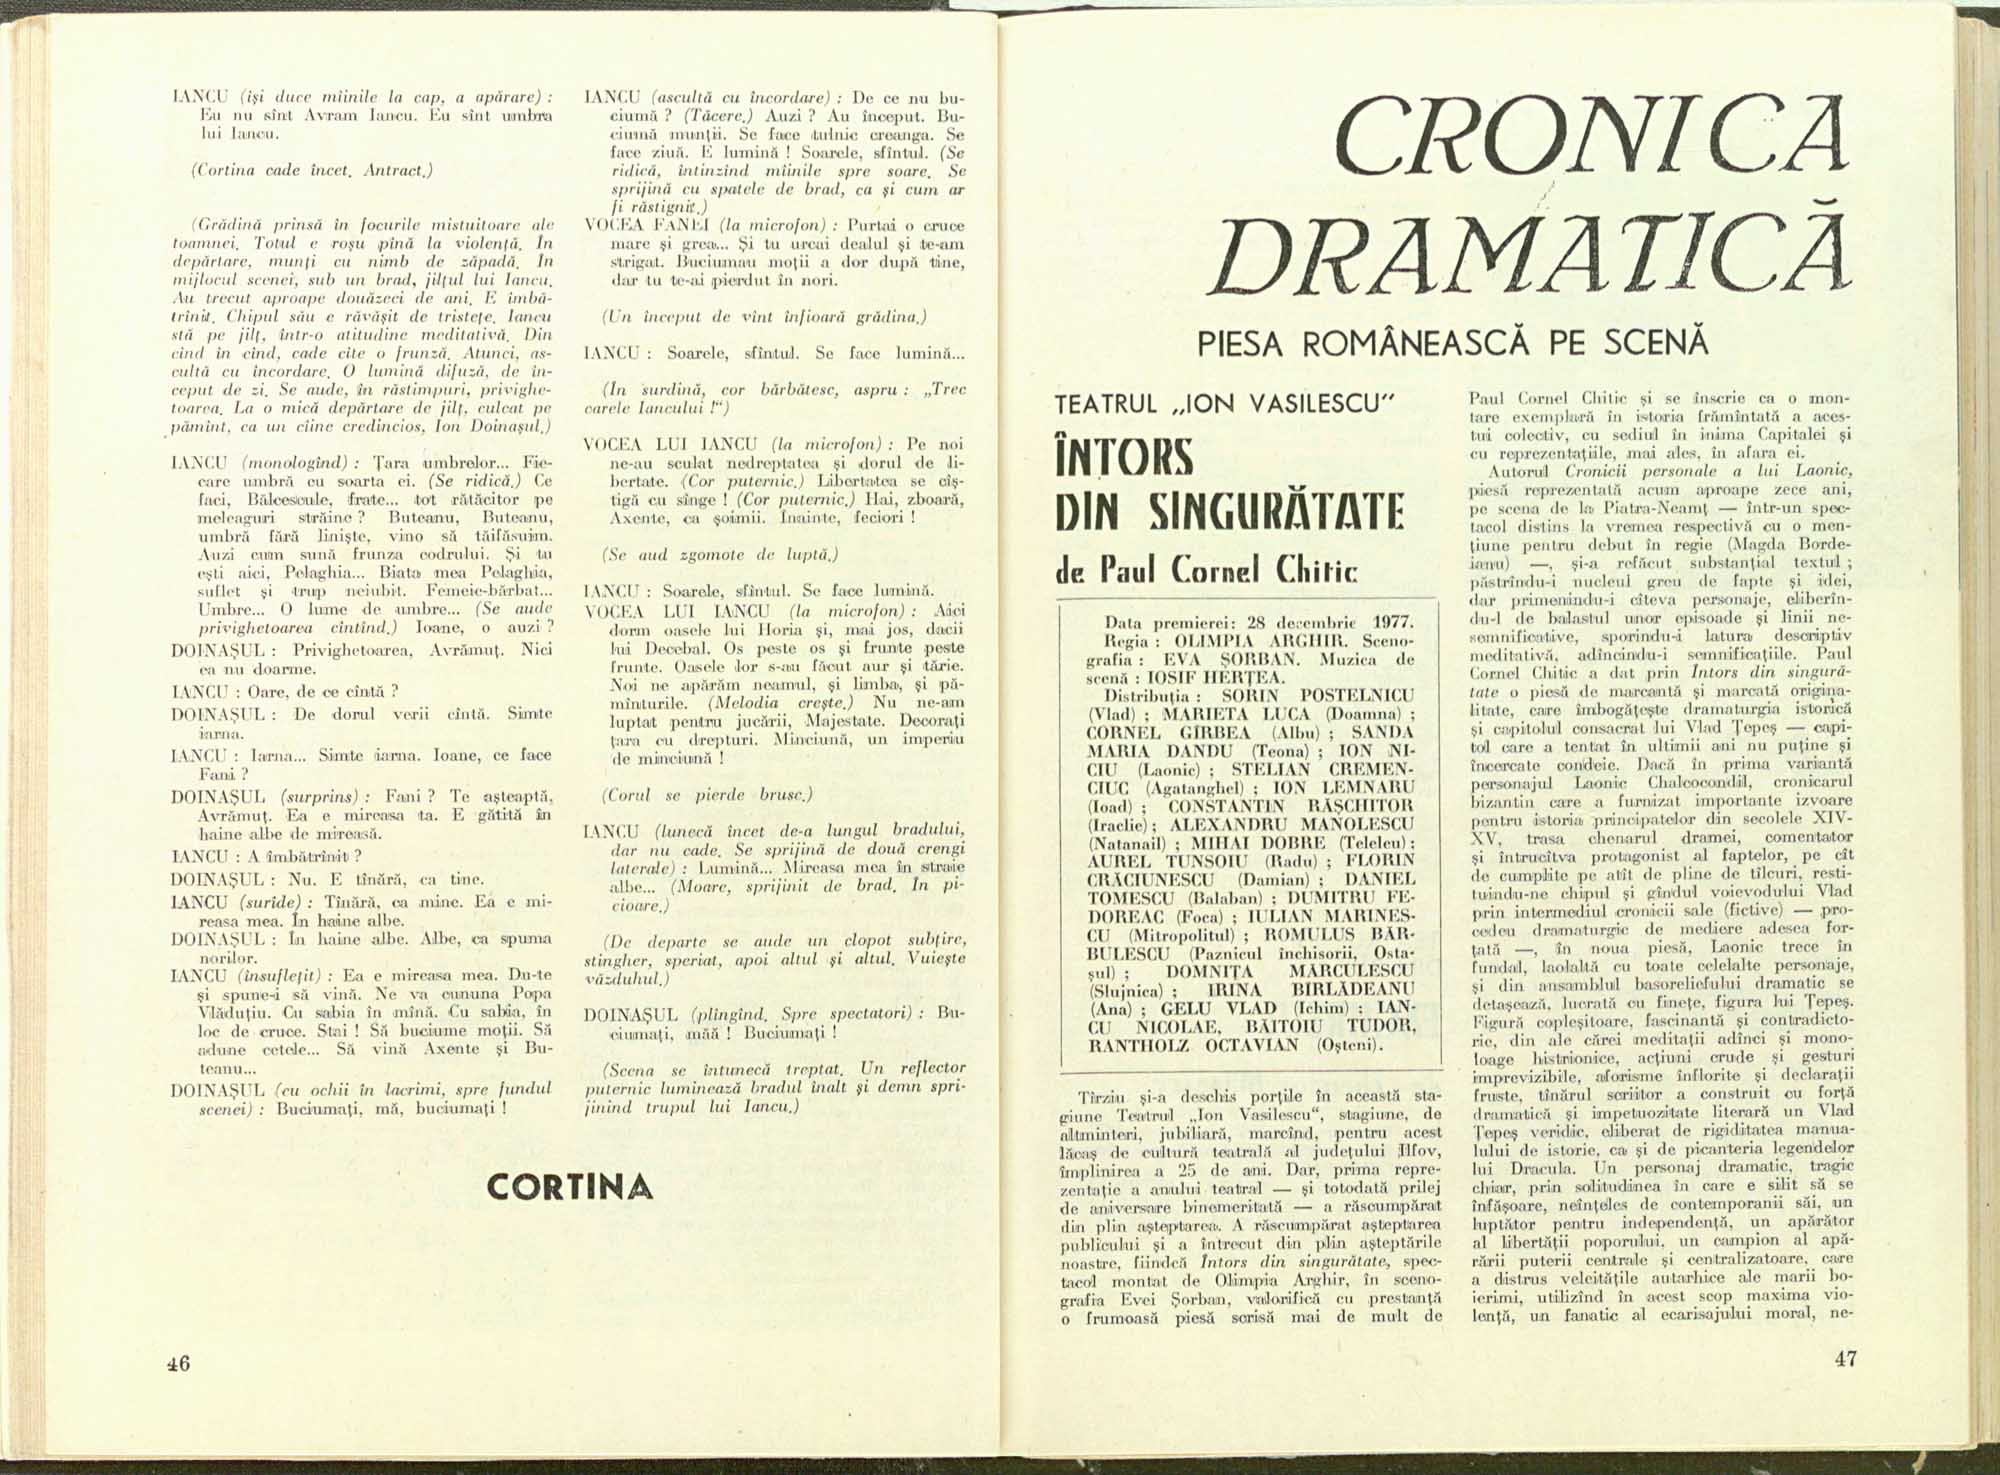 IANCU (își duce mîinile la cap, a apărare) :
Eu nu sînt Avram Iancu. Eu sînt umbra
lui Iancu.
(Cortina cade încet. Antract.)
(Grădină prinsă în focurile mistuitoare ale
toamnei. Totul e roșu pînă la violență. În
depărtare, munți cu nimb de zăpadă. În
mijlocul scenei, sub un brad, jilțul lui Iancu.
Au trecut aproape douăzeci de ani. E îmbă-
trînit. Chipul său e răvășit de tristețe. Iancu
stă pe jilț, într-o atitudine meditativă. Din
cînd în cînd, cade cîte o frunză. Atunci, as-
cultă cu încordare. O lumină difuză, de în-
ceput de zi. Se aude, în răstimpuri, privighe-
toarea. La o mică depărtare de jilț, culcat pe
pămînt, ca un cîine credincios, Ion Doinașul.)
IANCU (monologînd) : Țara umbrelor... Fie-
care umbră cu soarta ei. (Se ridică.) Ce
faci, Bălcescule, frate... tot rătăcitor pe
meleaguri străine ? Buteanu, Buteanu,
umbră fără liniște, vino să tăifăsuim.
Auzi cum sună frunza codrului. Și tu
ești aici, Pelaghia... Biata mea Pelaghia,
suflet și trup neiubit. Femeie-bărbat...
Umbre... O lume de umbre... (Se aude
privighetoarea cîntînd.) Ioane, o auzi ?
DOINAȘUL : Privighetoarea, Avrămuț. Nici
ea nu doarme.
IANCU : Oare, de ce cîntă ?
DOINAȘUL : De dorul verii cîntă. Simte
iarna.
IANCU : Iarna... Simte iarna. Ioane, ce face
Fani ?
DOINAȘUL (surprins) : Fani ? Te așteaptă,
Avrămuț. Ea e mireasa ta. E gătită în
haine albe de mireasă.
IANCU : A îmbătrînit ?
DOINAȘUL : Nu. E tînără, ca tine.
IANCU (surîde) : Tînără, ca mine. Ea e mi-
reasa mea. În haine albe.
DOINAȘUL : În haine albe. Albe, ca spuma
norilor.
IANCU (însuflețit) : Ea e mireasa mea. Du-te
și spune-i să vină. Ne va cununa Popa
Vlăduțiu. Cu sabia în mînă. Cu sabia, în
loc de cruce. Stai ! Să buciume moții. Să
adune cetele... Să vină Axente și Bu-
teanu...
DOINAȘUL (cu ochii în lacrimi, spre fundul
scenei) : Buciumați, mă, buciumați !
IANCU (ascultă cu încordare) : De ce nu bu-
ciumă ? (Tăcere.) Auzi ? Au început. Bu-
ciumă munții. Se face tulnic creanga. Se
face ziuă. E lumină ! Soarele, sfîntul. (Se
ridică, întinzînd mîinile spre soare. Se
sprijină cu spatele de brad, ca și cum ar
fi răstignit.)
VOCEA FANEI (la microfon) : Purtai o cruce
mare și grea... Și tu urcai dealul și te-am
strigat. Buciumau moții a dor după tine,
dar tu te-ai pierdut în nori.
(Un început de vînt înfioară grădina.)
IANCU : Soarele, sfîntul. Se face lumină...
(În surdină, cor bărbătesc, aspru : „Trec
carele Iancului !“)
VOCEA LUI IANCU (la microfon) : Pe noi
ne-au sculat nedreptatea și dorul de li-
bertate. (Cor puternic.) Libertatea se cîș-
tigă cu sînge ! (Cor puternic.) Hai, zboară,
Axente, ca șoimii. Înainte, feciori !
(Se aud zgomote de luptă.)
IANCU : Soarele, sfîntul. Se face lumină.
VOCEA LUI IANCU (la microfon) : Aici
dorm oasele lui Horia și, mai jos, dacii
lui Decebal. Os peste os și frunte peste
frunte. Oasele lor s-au făcut aur și tărie.
Noi ne apărăm neamul, și limba, și pă-
mînturile. (Melodia crește.) Nu ne-am
luptat pentru jucării, Majestate. Decorați
țara cu drepturi. Minciună, un imperiu
de minciună !
(Corul se pierde brusc.)
IANCU (lunecă încet de-a lungul bradului,
dar nu cade. Se sprijină de două crengi
laterale) : Lumină... Mireasa mea în straie
albe... (Moare, sprijinit de brad. În pi-
cioare.)
(De departe se aude un clopot subțire,
stingher, speriat, apoi altul și altul. Vuiește
văzduhul.)
DOINAȘUL (plîngînd. Spre spectatori) : Bu-
ciumați, măă ! Buciumați !
(Scena se întunecă treptat. Un reflector
puternic luminează bradul înalt și demn spri-
jinind trupul lui Iancu.)
CORTINA
46
CRONICA
DRAMATICĂ
PIESA ROMÂNEASCĂ PE SCENĂ
TEATRUL „ION VASILESCU”
ÎNTORS
DIN SINGURĂTATE
de Paul Cornel Chitic
Data premierei: 28 decembrie 1977.
Regia : OLIMPIA ARGHIR. Sceno-
grafia : EVA ȘORBAN. Muzica de
scenă : IOSIF HERȚEA.
Distribuția : SORIN POSTELNICU
(Vlad) ; MARIETA LUCA (Doamna) ;
CORNEL GÎRBEA (Albu) ; SANDA
MARIA DANDU (Teona) ; ION NI-
CIU (Laonic) ; STELIAN CREMEN-
CIUC (Agatanghel) ; ION LEMNARU
(Ioad) ; CONSTANTIN RĂȘCHITOR
(Iraclie) ; ALEXANDRU MANOLESCU
(Natanail) ; MIHAI DOBRE (Teleleu) ;
AUREL TUNSOIU (Radu) ; FLORIN
CRĂCIUNESCU (Damian) ; DANIEL
TOMESCU (Balaban) ; DUMITRU FE-
DOREAC (Foca) ; IULIAN MARINES-
CU (Mitropolitul) ; ROMULUS BĂR-
BULESCU (Paznicul închisorii, Osta-
șul) ; DOMNIȚA MĂRCULESCU
(Slujnica) ; IRINA BIRLĂDEANU
(Ana) ; GELU VLAD (Ichim) ; IAN-
CU NICOLAE, BĂITOIU TUDOR,
RANTHOLZ OCTAVIAN (Oșteni).
Tîrziu și-a deschis porțile în această sta-
giune Teatrul „Ion Vasilescu“, stagiune, de
altminteri, jubiliară, marcînd, pentru acest
lăcaș de cultură teatrală al județului Ilfov,
împlinirea a 25 de ani. Dar, prima repre-
zentație a anului teatral — și totodată prilej
de aniversare binemeritată — a răscumpărat
din plin așteptarea. A răscumpărat așteptarea
publicului și a întrecut din plin așteptările
noastre, fiindcă Întors din singurătate, spec-
tacol montat de Olimpia Arghir, în sceno-
grafia Evei Șorban, valorifică cu prestanță
o frumoasă piesă scrisă mai de mult de
Paul Cornel Chitic și se înscrie ca o mon-
tare exemplară în istoria frămîntată a aces-
tui colectiv, cu sediul în inima Capitalei și
cu reprezentațiile, mai ales, în afara ei.
Autorul Cronicii personale a lui Laonic,
piesă reprezentată acum aproape zece ani,
pe scena de la Piatra-Neamț — într-un spec-
tacol distins la vremea respectivă cu o men-
țiune pentru debut în regie (Magda Borde-
ianu) —, și-a refăcut substanțial textul ;
păstrîndu-i nucleul greu de fapte și idei,
dar primenindu-i cîteva personaje, eliberîn-
du-l de balastul unor episoade și linii ne-
semnificative, sporindu-i latura descriptiv
meditativă, adîncindu-i semnificațiile. Paul
Cornel Chitic a dat prin Întors din singură-
tate o piesă de marcantă și marcată origina-
litate, care îmbogățește dramaturgia istorică
și capitolul consacrat lui Vlad Țepeș — capi-
tol care a tentat în ultimii ani nu puține și
încercate condeie. Dacă în prima variantă
personajul Laonic Chalcocondil, cronicarul
bizantin care a furnizat importante izvoare
pentru istoria principatelor din secolele XIV-
XV, trasa chenarul dramei, comentator
și întrucîtva protagonist al faptelor, pe cît
de cumplite pe atît de pline de tîlcuri, resti-
tuindu-ne chipul și gîndul voievodului Vlad
prin intermediul cronicii sale (fictive) — pro-
cedeu dramaturgic de mediere adesea for-
țată —, în noua piesă, Laonic trece în
fundal, laolaltă cu toate celelalte personaje,
și din ansamblul basoreliefului dramatic se
detașează, lucrată cu finețe, figura lui Țepeș.
Figură copleșitoare, fascinantă și contradicto-
rie, din ale cărei meditații adînci și mono-
loage histrionice, acțiuni crude și gesturi
imprevizibile, aforisme înflorite și declarații
fruste, tînărul scriitor a construit cu forță
dramatică și impetuozitate literară un Vlad
Țepeș veridic, eliberat de rigiditatea manua-
lului de istorie, ca și de picanteria legendelor
lui Dracula. Un personaj dramatic, tragic
chiar, prin solitudinea în care e silit să se
înfășoare, neînțeles de contemporanii săi, un
luptător pentru independență, un apărător
al libertății poporului, un campion al apă-
rării puterii centrale și centralizatoare, care
a distrus veleitățile autarhice ale marii bo-
ierimi, utilizînd în acest scop maxima vio-
lență, un fanatic al ecarisajului moral, ne-
47